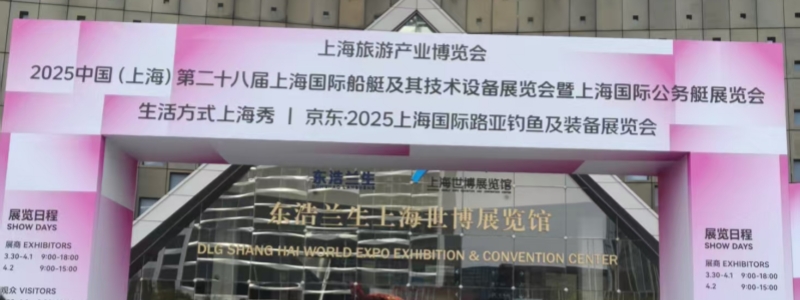 上海旅游产业博览会
2025中国（上海）第二十八届上海国际船艇及其技术设备展览会暨上海国际公务艇展览会
生活方式上海秀 | 京东·2025上海国际路亚钓鱼及装备展览会
东浩兰生 上海世博展览馆
东浩兰生上海世博展览馆
DLG SHANG HAI WORLD EXPO EXHIBITION & CONVENTION CENTER
展览日程
SHOW DAYS
展商 EXHIBITORS
3.30-4.1 9:00-18:00
4.2 9:00-15:00
观众 VISITORS
展览日程
SHOW DAYS
展商 EXHIBITORS
3.30-4.1 9:00-18:00
4.2 9:00-15:00